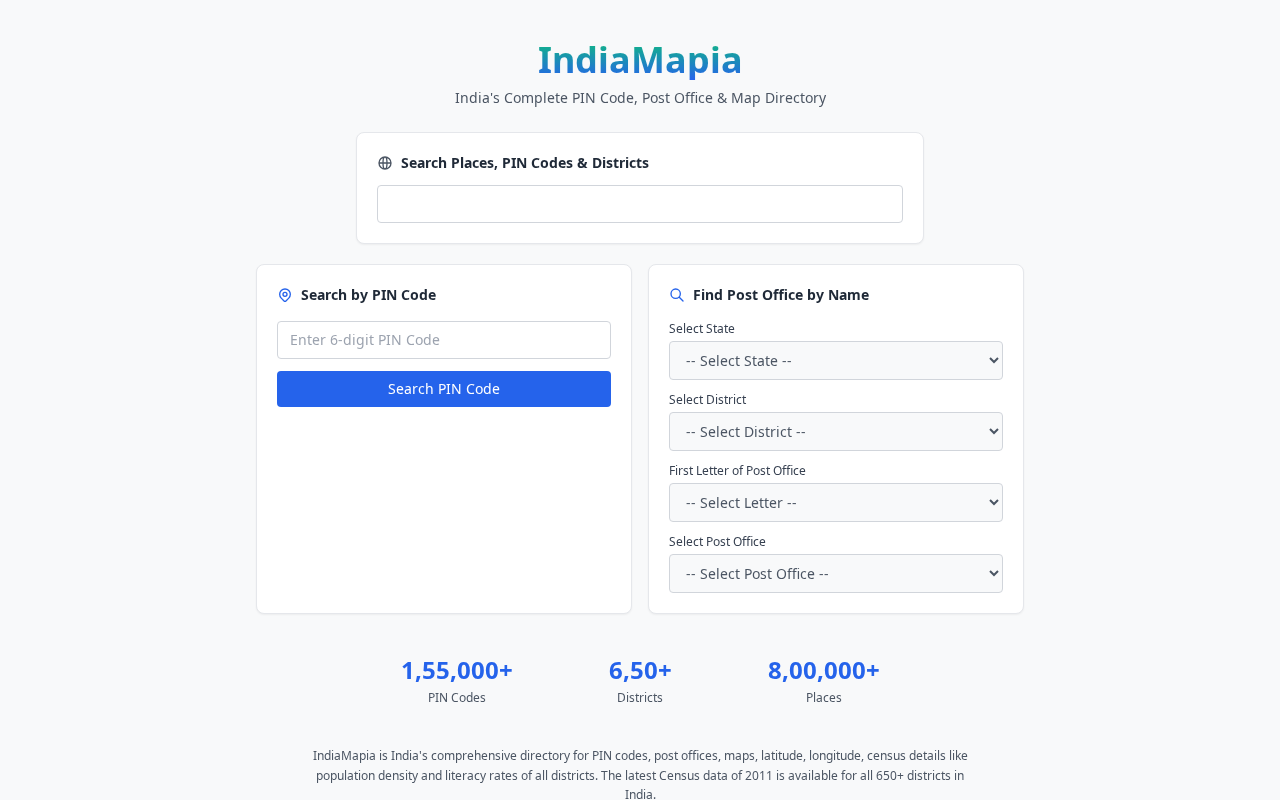 IndiaMapia
India's Complete PIN Code, Post Office & Map Directory
Search Places, PIN Codes & Districts
Search by PIN Code
Enter 6-digit PIN Code
Search PIN Code
Find Post Office by Name
Select State
-- Select State --
Select District
-- Select District --
First Letter of Post Office
-- Select Letter --
Select Post Office
-- Select Post Office --
1,55,000+
PIN Codes
6,50+
Districts
8,00,000+
Places
IndiaMapia is India's comprehensive directory for PIN codes, post offices, maps, latitude, longitude, census details like
population density and literacy rates of all districts. The latest Census data of 2011 is available for all 650+ districts in
India.